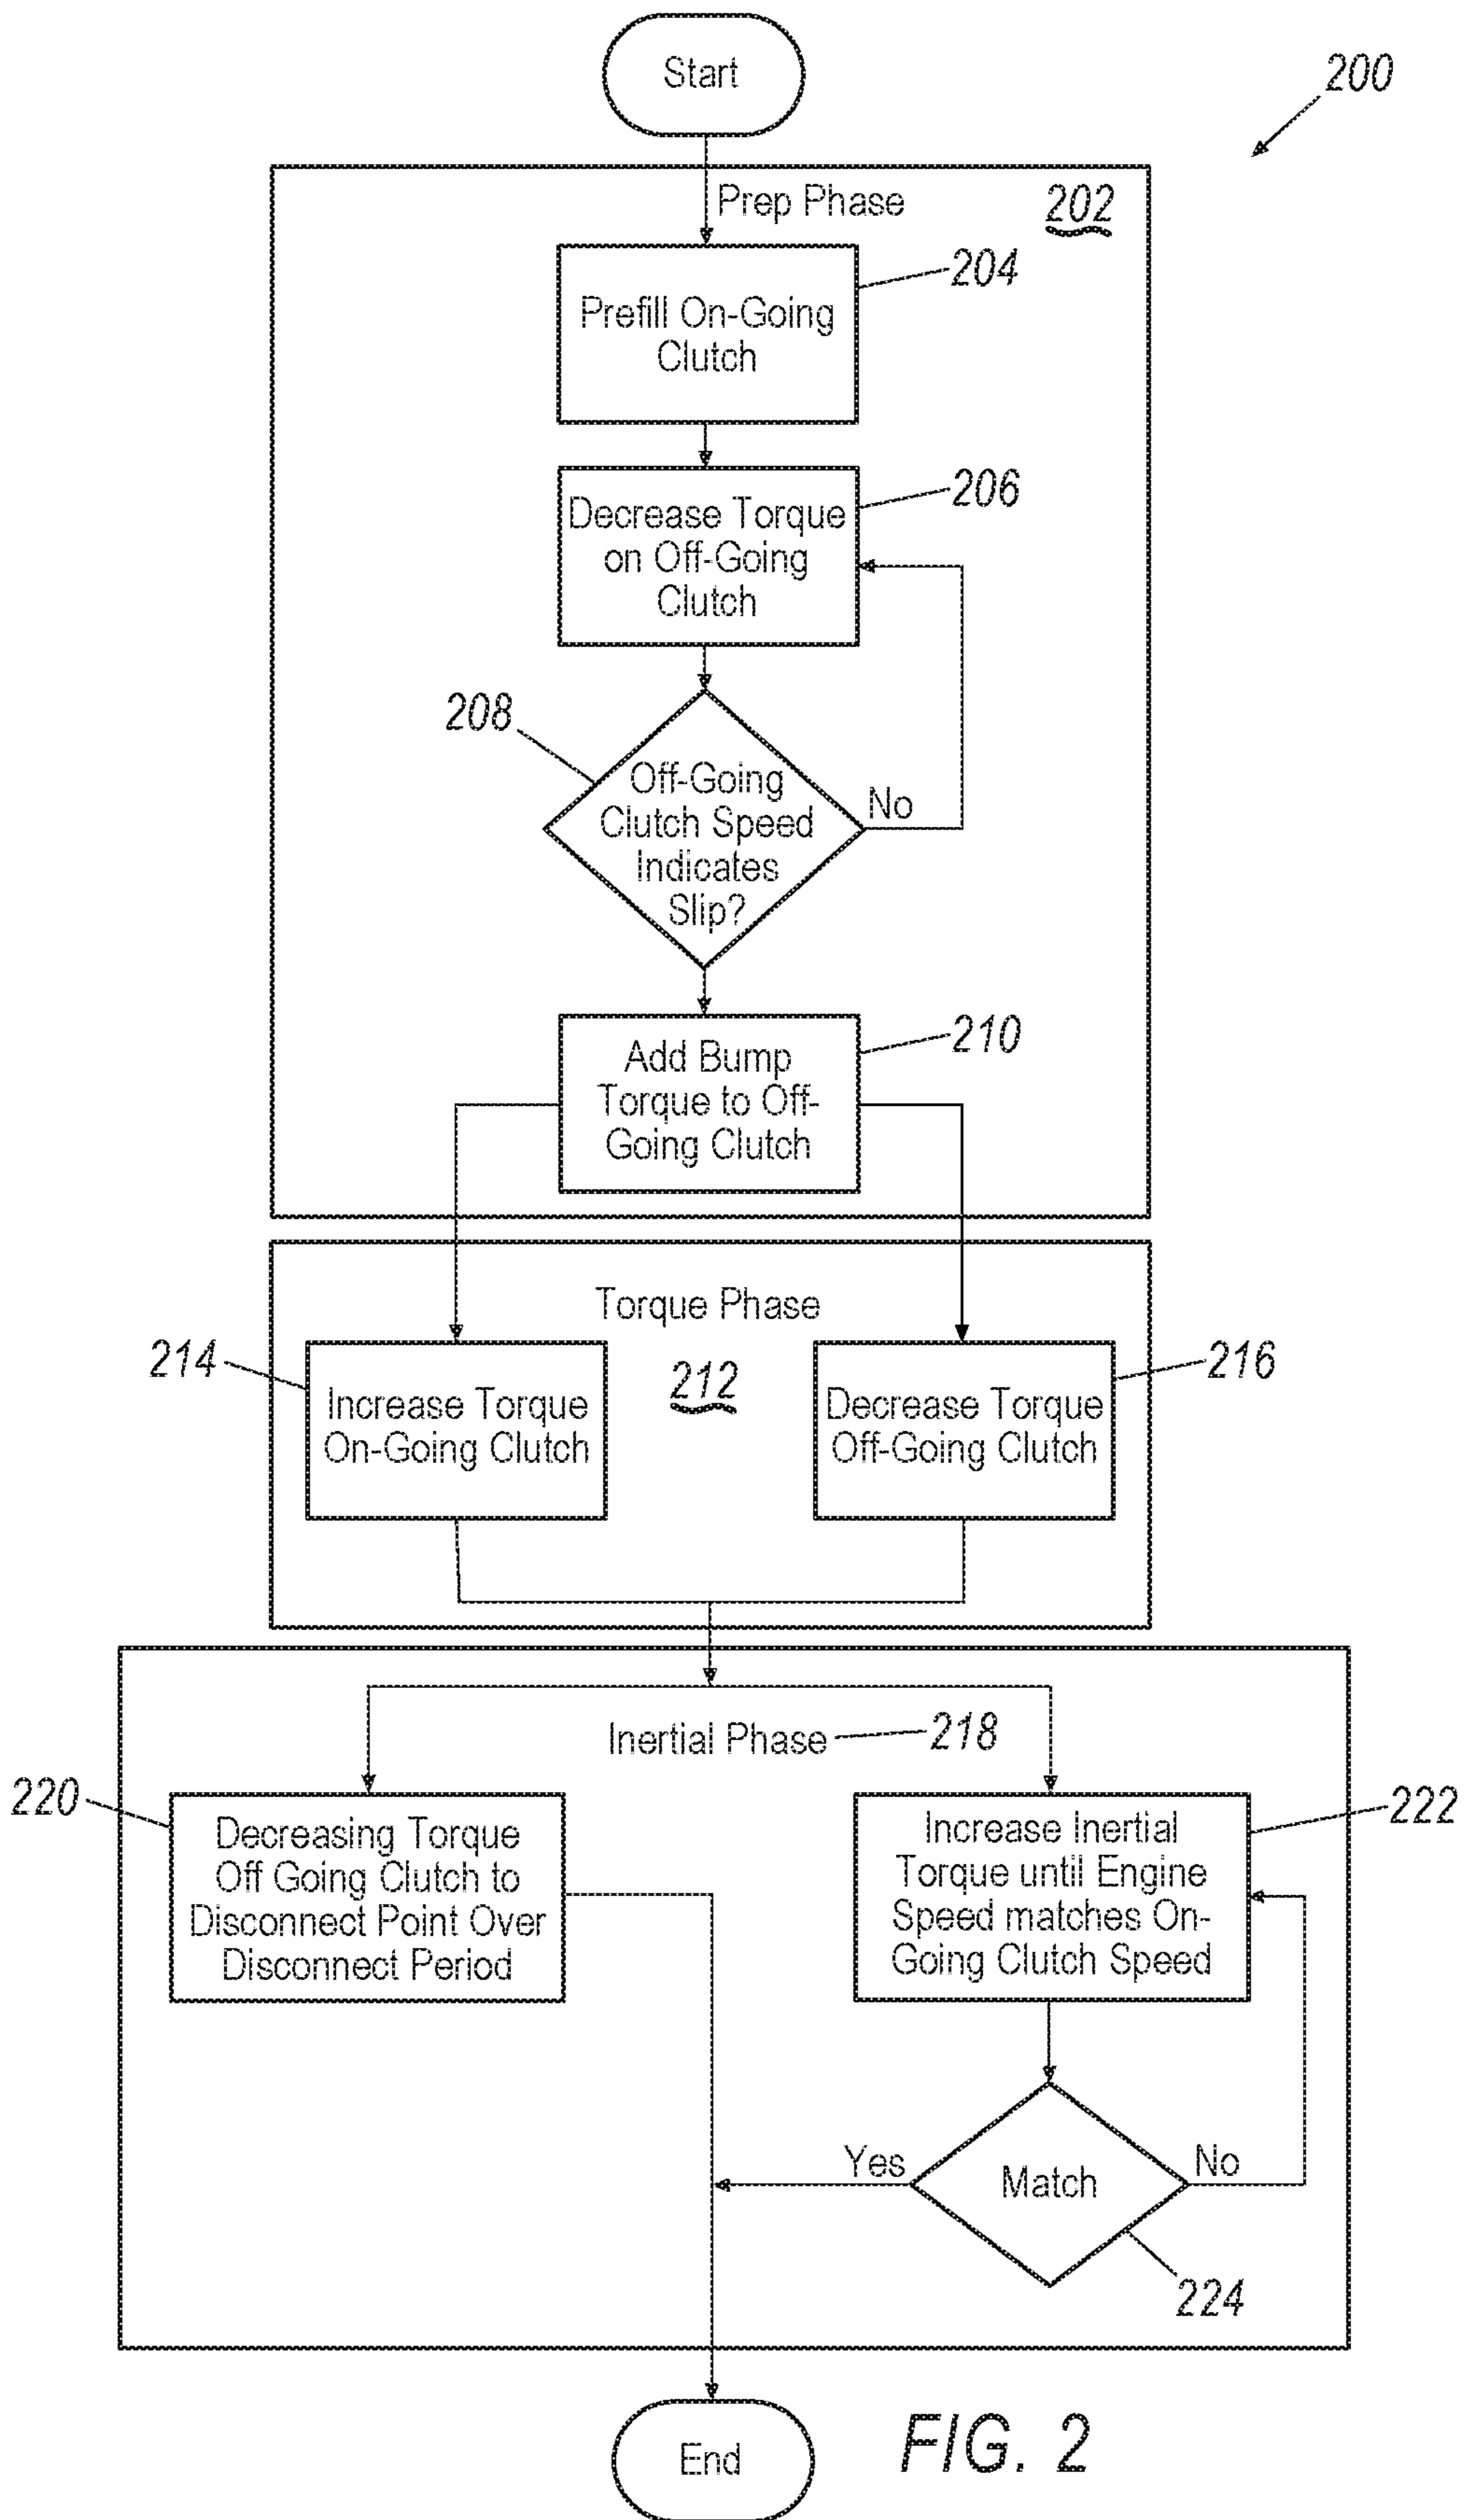 Start
200
Prep Phase
202
204
Prefill On-Going
Clutch
206
Decrease Torque
on Off-Going
Clutch
208
Off-Going
Clutch Speed
Indicates
Slip?
No
210
Add Bump
Torque to Off-
Going Clutch
Torque Phase
212
214
Increase Torque
On-Going Clutch
216
Decrease Torque
Off-Going Clutch
Inertial Phase
218
220
Decreasing Torque
Off Going Clutch to
Disconnect Point Over
Disconnect Period
222
Increase Inertial
Torque until Engine
Speed matches On-
Going Clutch Speed
Yes
Match
No
224
End
FIG. 2